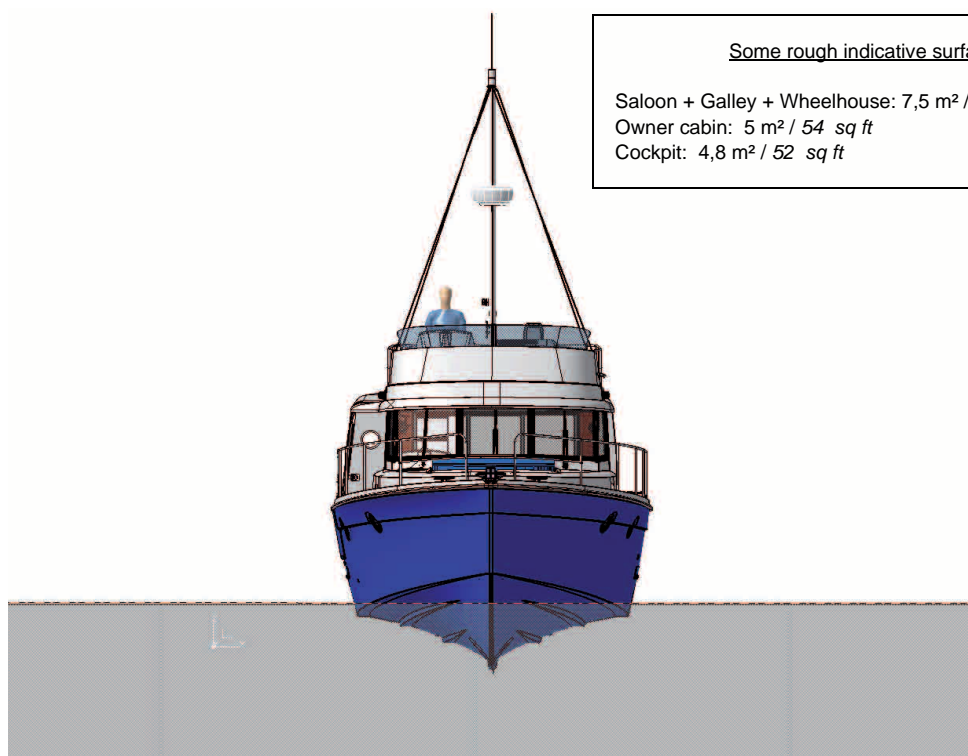 Some rough indicative
Saloon + Galley + Wheelhouse: 7,5 m² /
Owner cabin: 5 m² / 54 sq ft
Cockpit: 4,8 m² / 52 sq ft